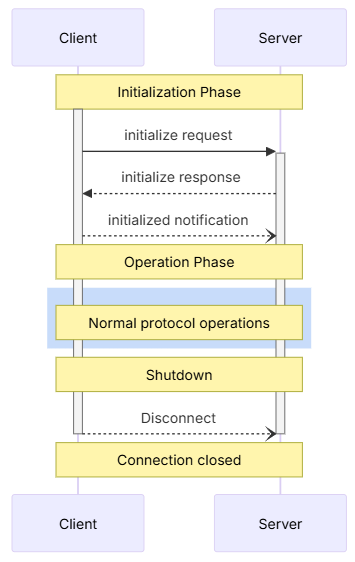 Client
Server
Initialization Phase
initialize request
initialize response
initialized notification
Operation Phase
Normal protocol operations
Shutdown
Disconnect
Connection closed
Client
Server